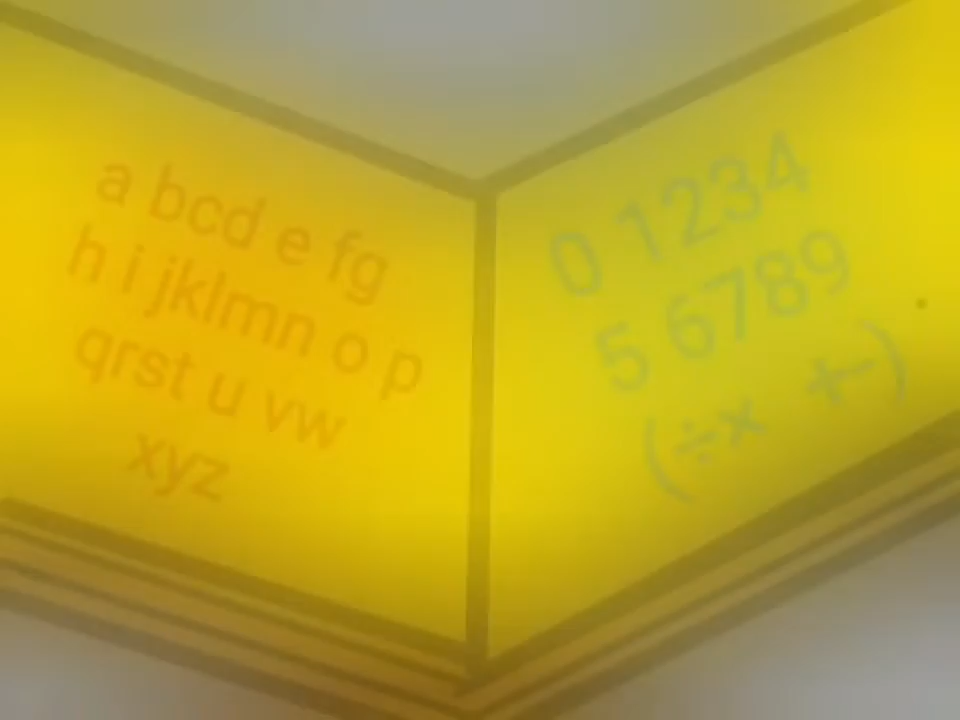 a bcd e fg
h i jklmn o p
qrst u vw
xyz
0 1234
5 6789
(÷× +−)